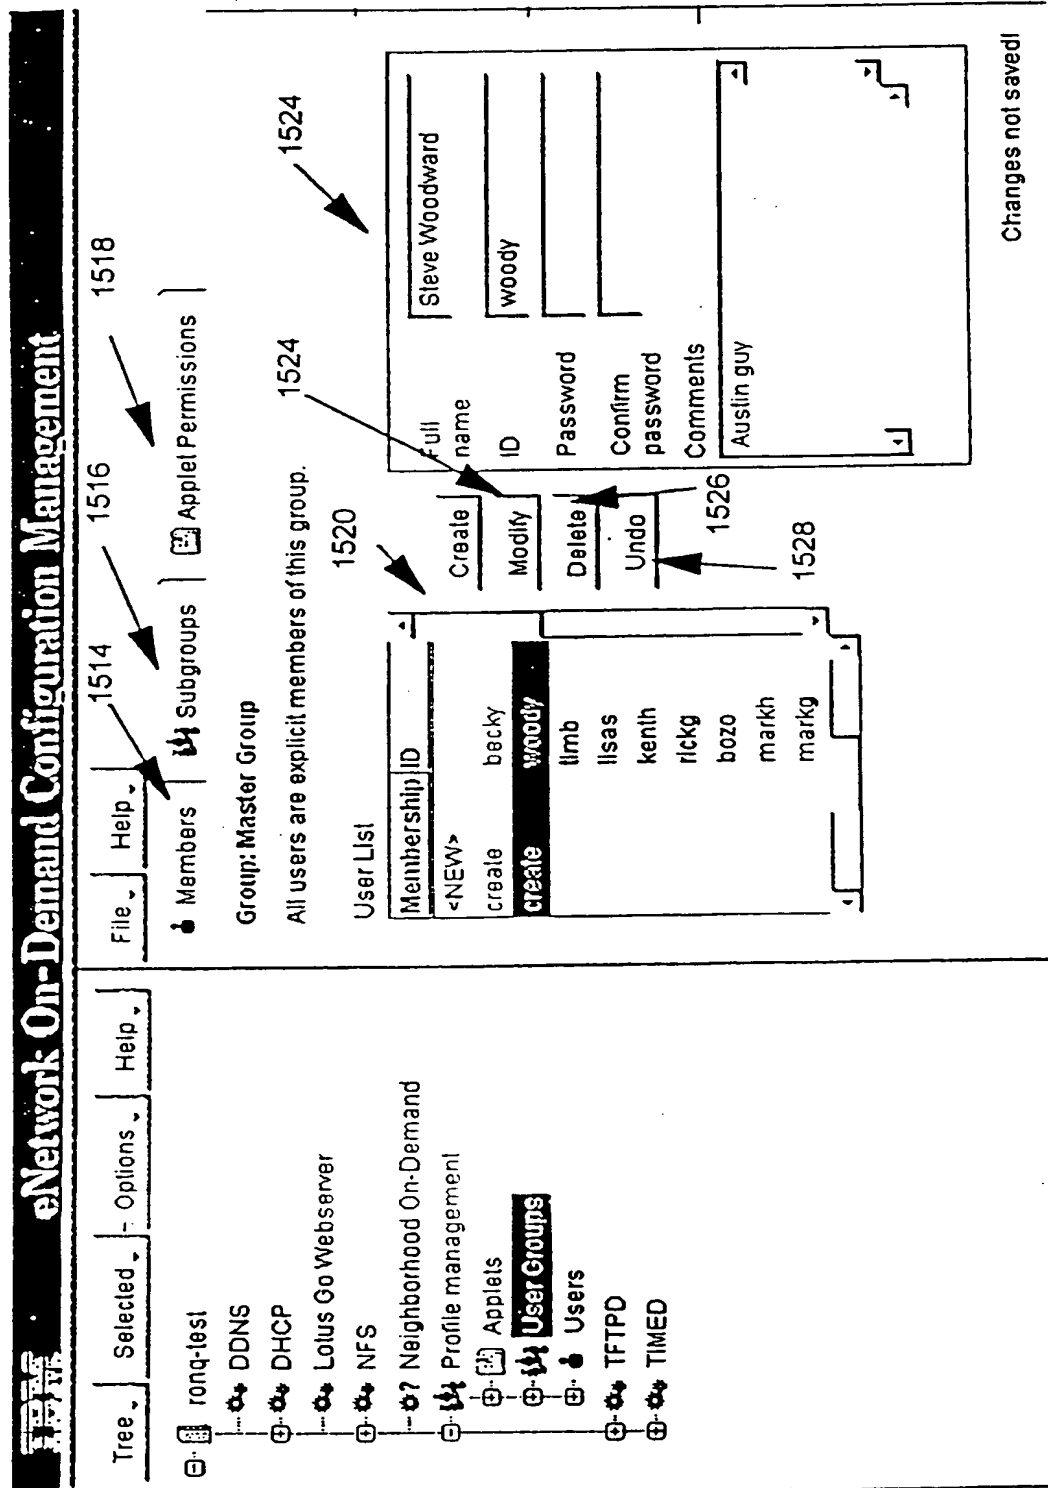 IBM eNetwork On-Demand Configuration Management
Tree Selected Options Help
ronq-test
DDNS
DHCP
Lotus Go Webserver
NFS
? Neighborhood On-Demand
Profile management
Applets
User Groups
Users
TFTPD
TIMED
File Help
1514
1516
1518
Members Subgroups Applet Permissions
Group: Master Group
All users are explicit members of this group.
User List
1520
Membership ID
<NEW>
create becky
create woody
timb
lisas
kenth
rickg
bozo
markh
markg
1524
Create
Modify
Delete
Undo
1526
1528
1524
Full name Steve Woodward
ID woody
Password
Confirm password
Comments
Austin guy
Changes not saved!